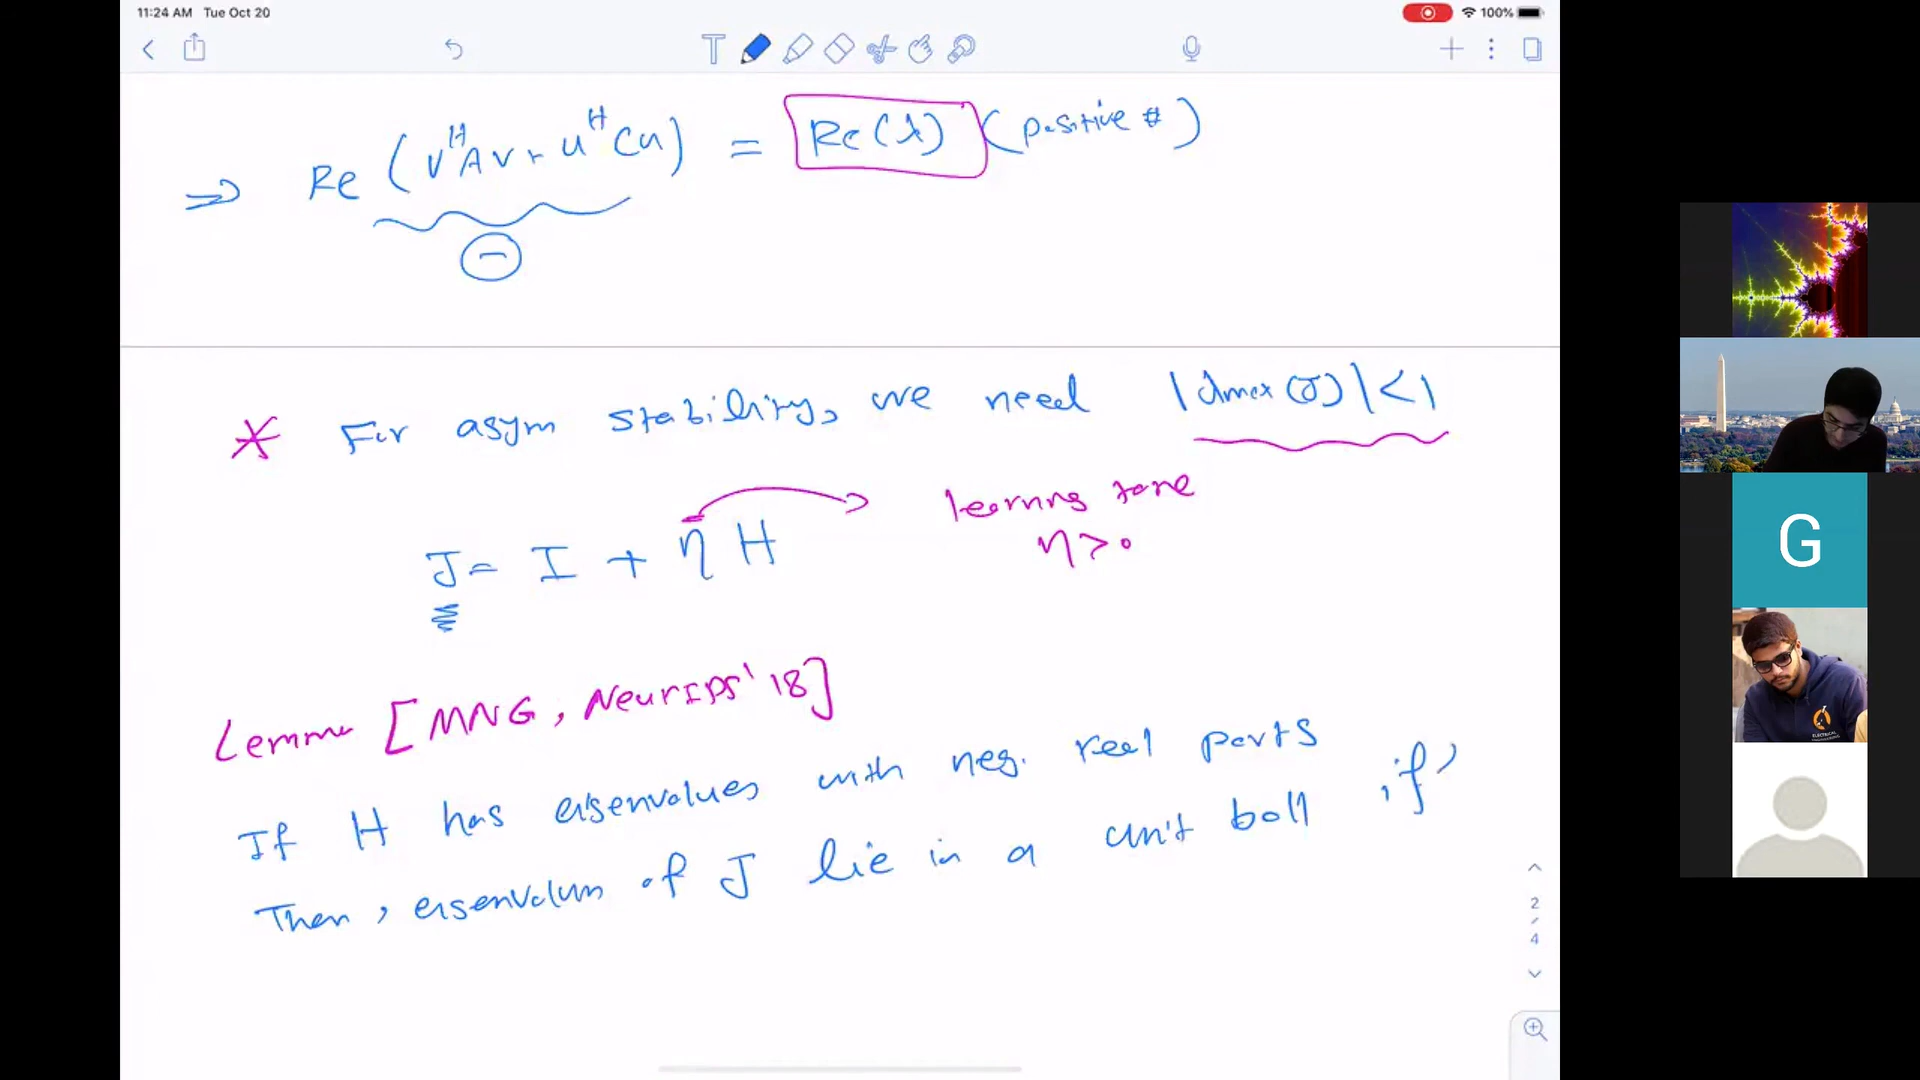 11:24 AM Tue Oct 20
100%
⇒ Re (v^H A v + u^H C u) = Re(λ) (positive #)
−
* For asym stability, we need |λmax(J)| < 1
learning rate
J = I + η H
η > 0
Lemma [MNG, NeurIPS'18]
If H has eigenvalues with neg. real parts
Then, eigenvalues of J lie in a unit ball, iff
2
/
4
G